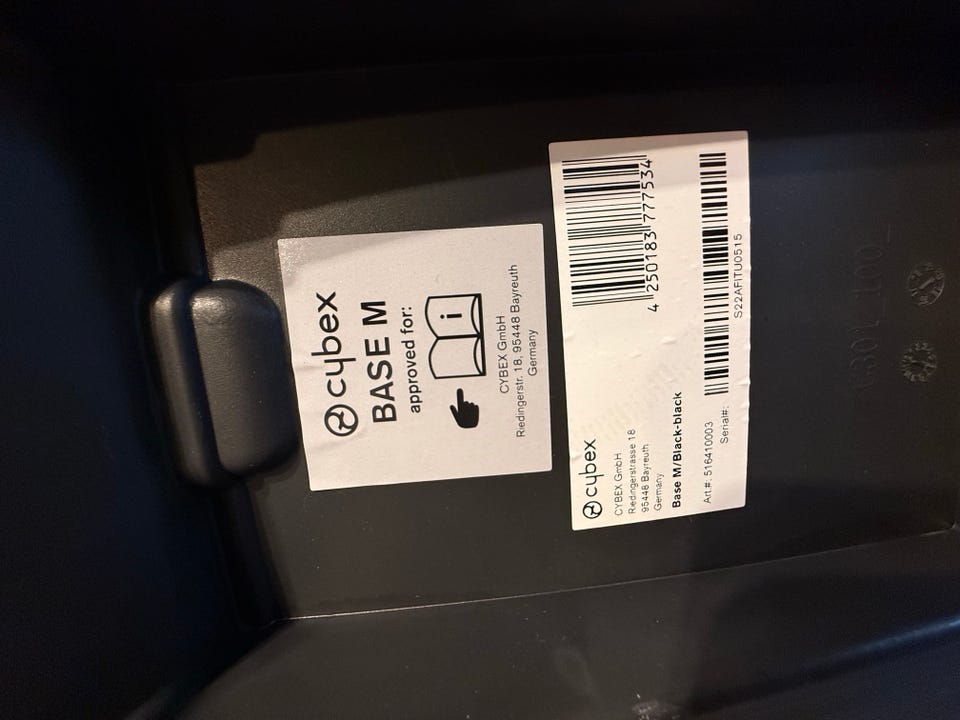 cybex
BASE M
approved for:
i
CYBEX GmbH
Riedingerstr. 18, 95448 Bayreuth
Germany
4 250183 777534
cybex
CYBEX GmbH
Riedingerstrasse 18
95448 Bayreuth
Germany
Base M/Black-black
Art.#: 516410003
Serial#:
S22AFITU0515